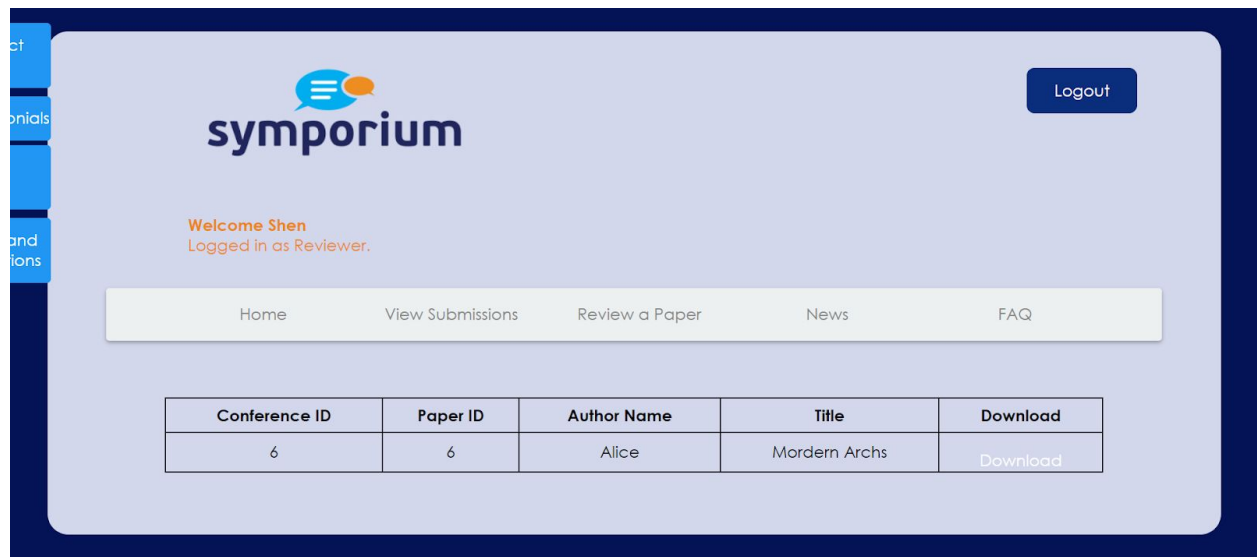 symporium
Logout
Welcome Shen
Logged in as Reviewer.
Home View Submissions Review a Paper News FAQ
Conference ID Paper ID Author Name Title Download
6 6 Alice Mordern Archs Download
ct
onials
and
ions